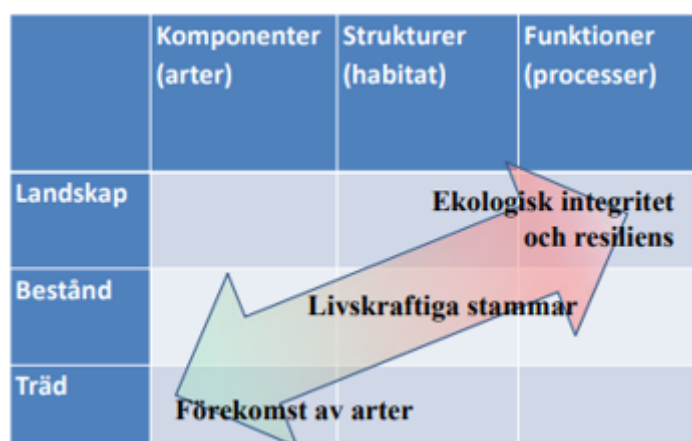 Komponenter
(arter)
Strukturer
(habitat)
Funktioner
(processer)
Landskap
Ekologisk integritet
och resiliens
Bestånd
Livskraftiga stammar
Träd
Förekomst av arter